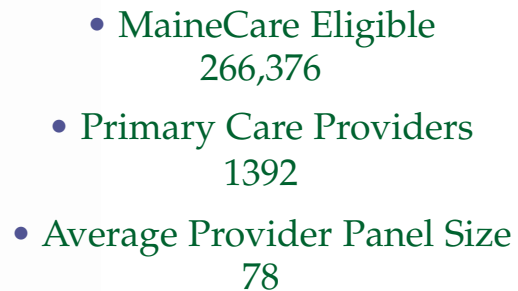 • MaineCare Eligible
266,376
• Primary Care Providers
1392
• Average Provider Panel Size
78